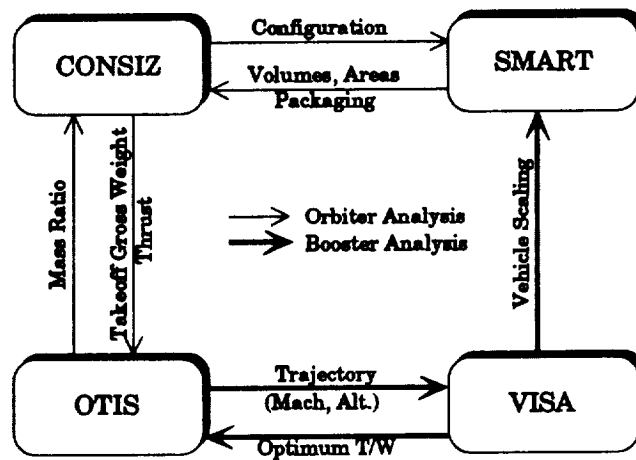 CONSIZ
Configuration
SMART
Volumes, Areas
Packaging
Mass Ratio
Takeoff Gross Weight
Thrust
Orbiter Analysis
Booster Analysis
Vehicle Scaling
OTIS
Trajectory
(Mach, Alt.)
Optimum T/W
VISA